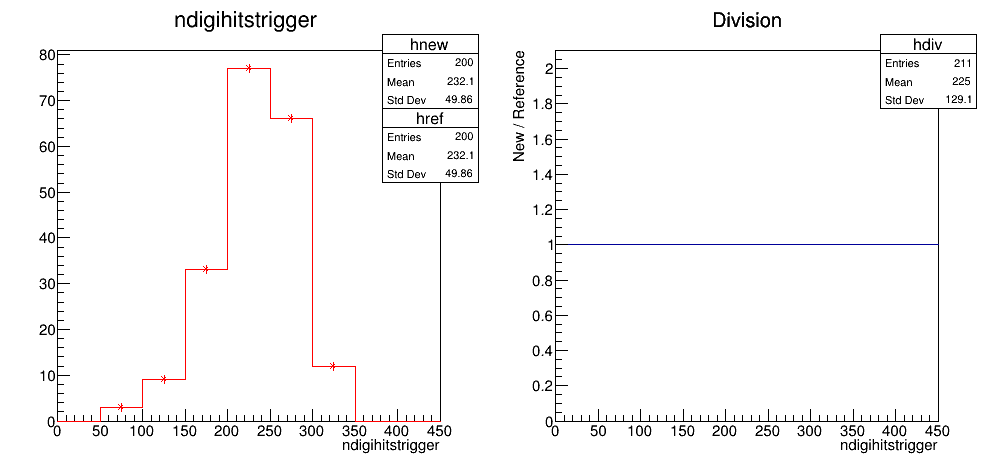 ndigihitstrigger
hnew
Entries 200
Mean 232.1
Std Dev 49.86
href
Entries 200
Mean 232.1
Std Dev 49.86
80
70
60
50
40
30
20
10
0
0 50 100 150 200 250 300 350 400 450
ndigihitstrigger
Division
hdiv
Entries 211
Mean 225
Std Dev 129.1
New / Reference
2
1.8
1.6
1.4
1.2
1
0.8
0.6
0.4
0.2
0
0 50 100 150 200 250 300 350 400 450
ndigihitstrigger